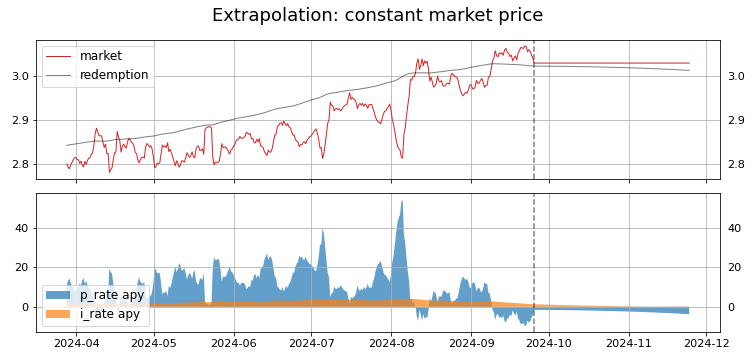 Extrapolation: constant market price
market
redemption
3.0 3.0
2.9 2.9
2.8 2.8
40 40
20 20
0 0
p_rate apy
i_rate apy
2024-04 2024-05 2024-06 2024-07 2024-08 2024-09 2024-10 2024-11 2024-12